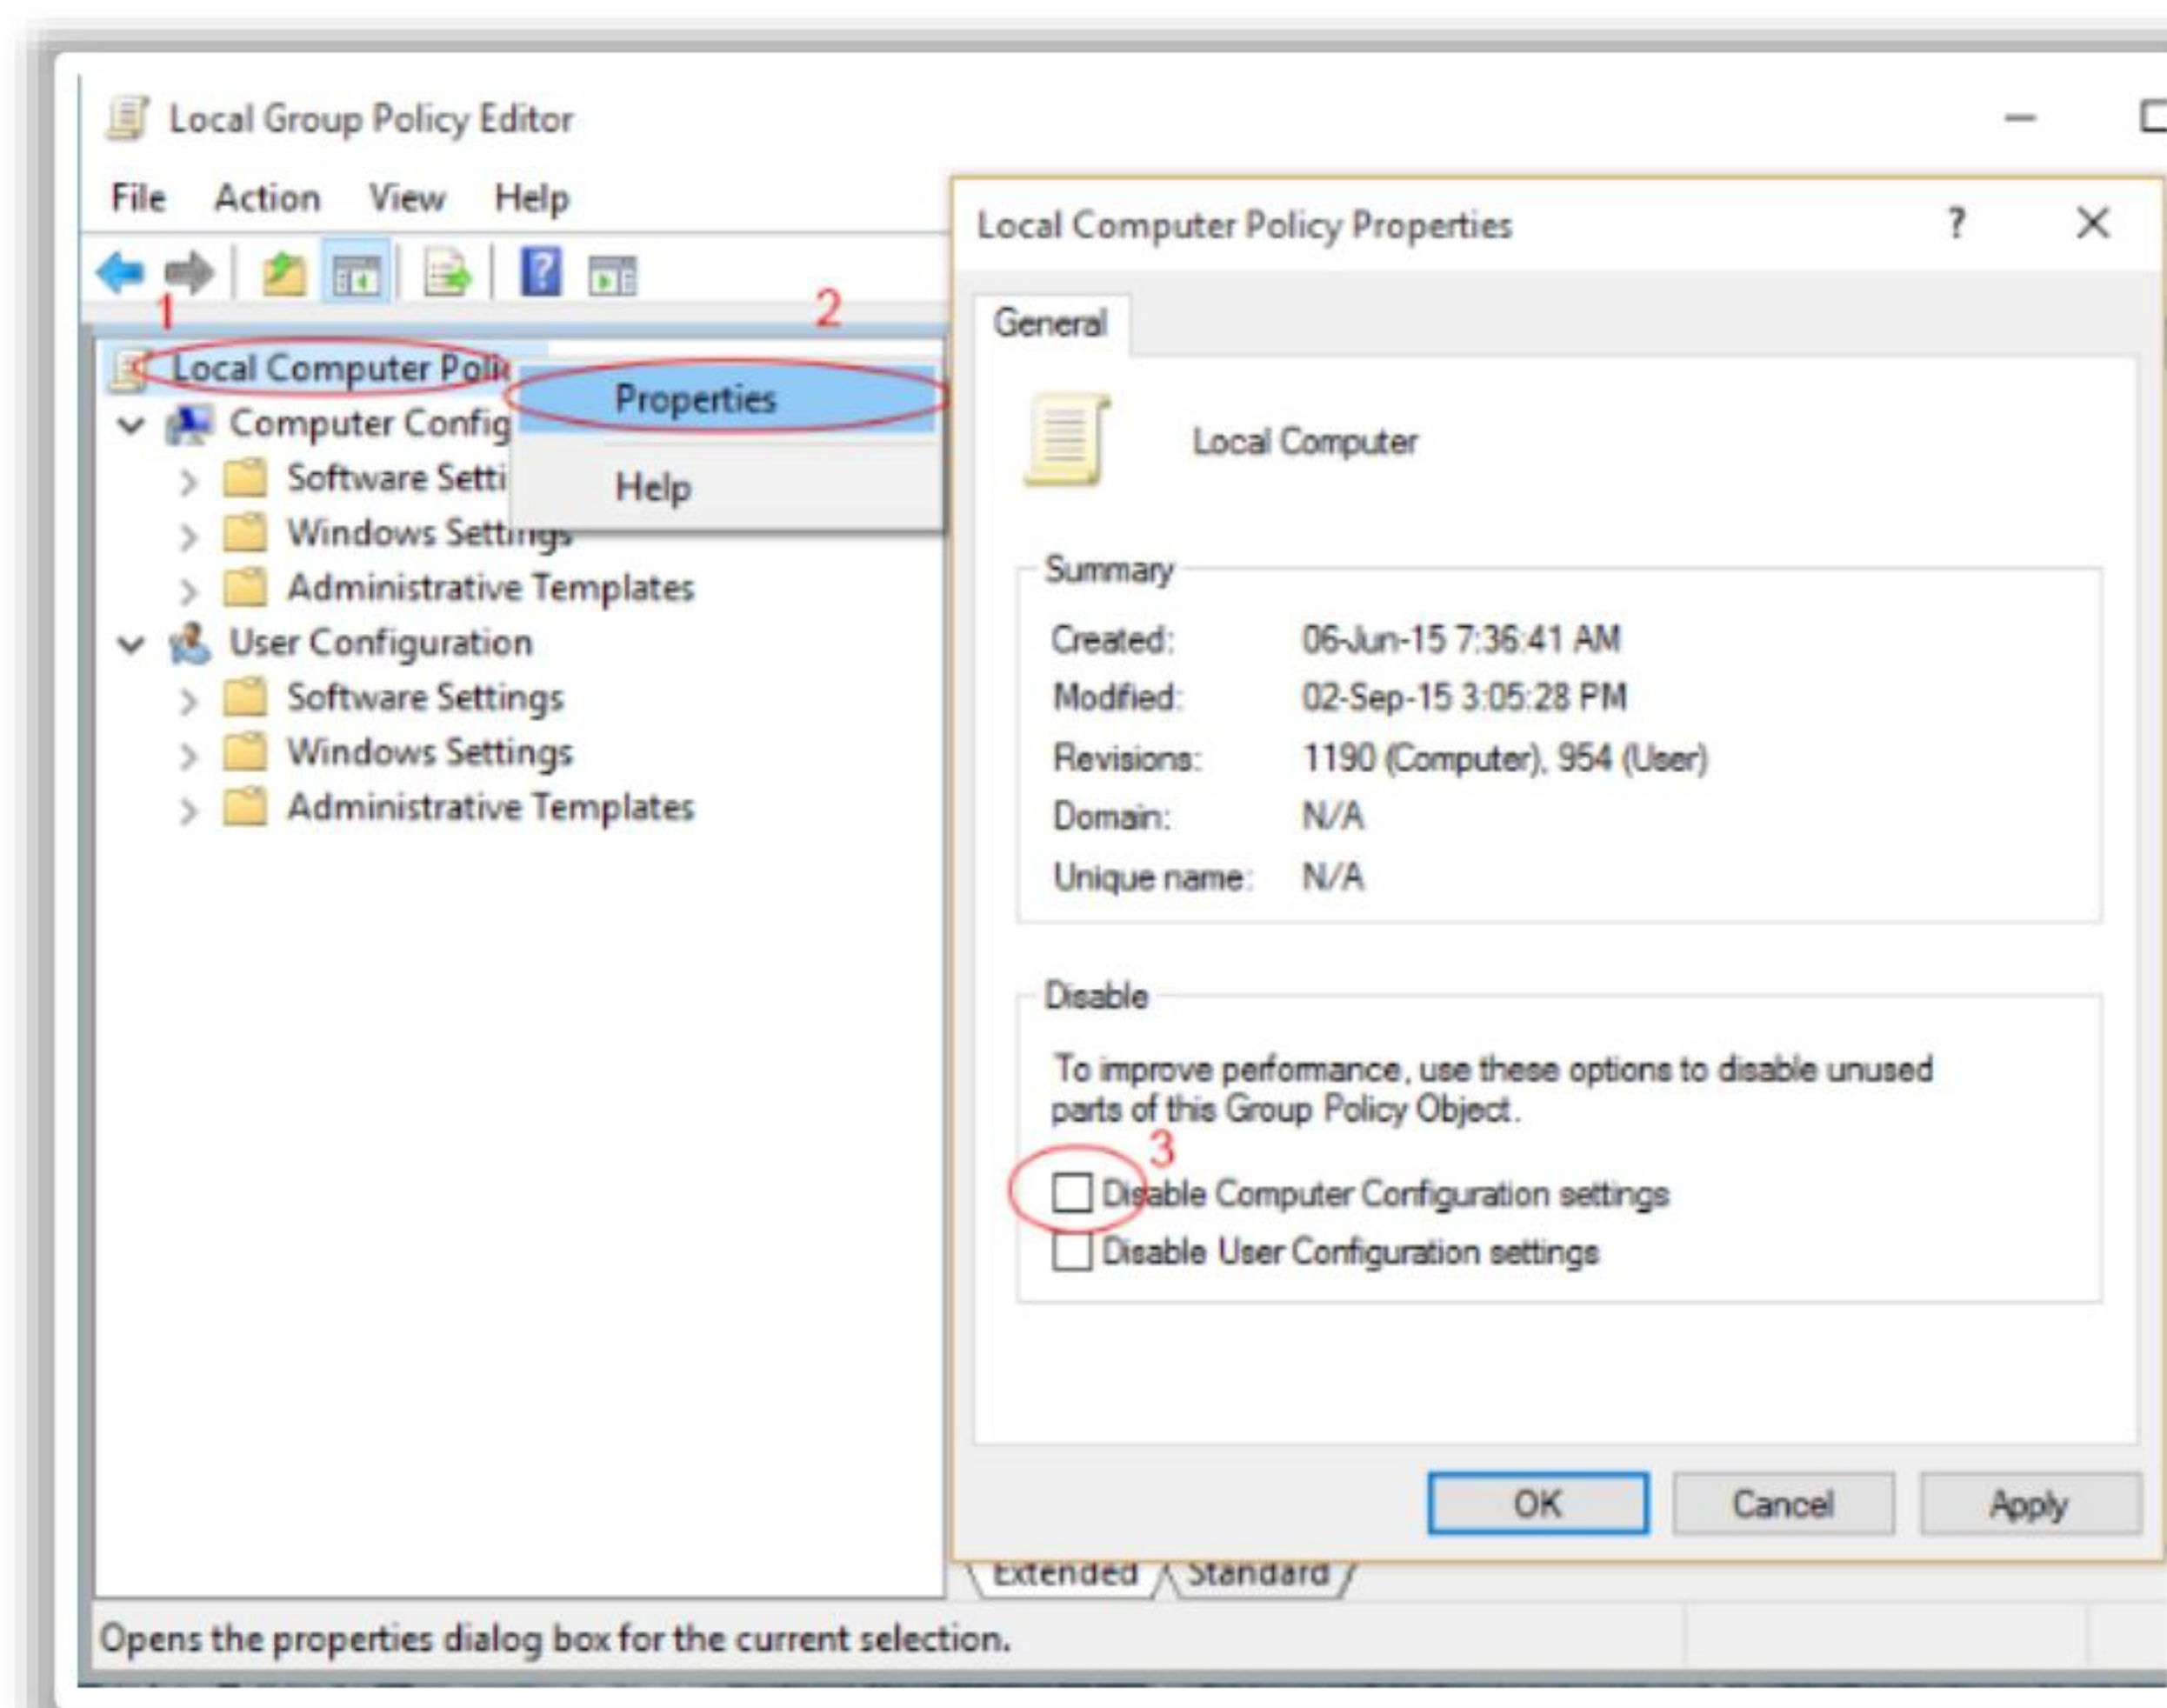 Local Group Policy Editor
File Action View Help
1
2
Local Computer
Properties
Computer
Help
Software
Windows Settings
Administrative Templates
User Configuration
Software Settings
Windows Settings
Administrative Templates
Local Computer Policy Properties
?
General
Local Computer
Summary
Created: 06-Jun-15 7:36:41 AM
Modified: 02-Sep-15 3:05:28 PM
Revisions: 1190 (Computer), 954 (User)
Domain: N/A
Unique name: N/A
Disable
To improve performance, use these options to disable unused
parts of this Group Policy Object.
3
Disable Computer Configuration settings
Disable User Configuration settings
OK Cancel Apply
Extended Standard
Opens the properties dialog box for the current selection.